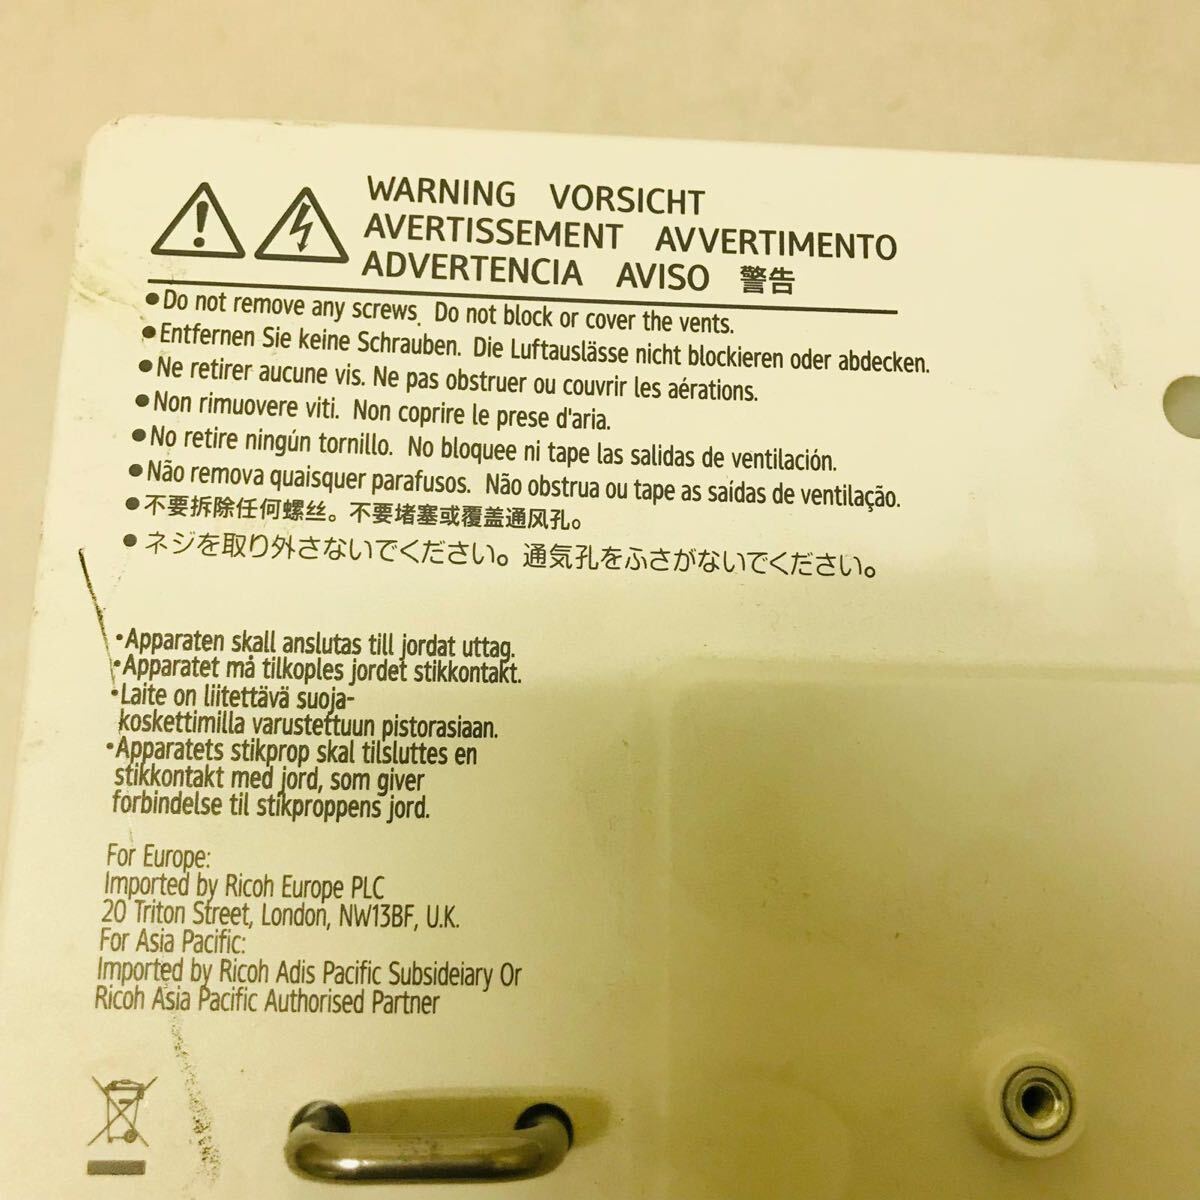 WARNING VORSICHT
AVERTISSEMENT AVVERTIMENTO
ADVERTENCIA AVISO 警告
●Do not remove any screws. Do not block or cover the vents.
●Entfernen Sie keine Schrauben. Die Luftauslässe nicht blockieren oder abdecken.
●Ne retirer aucune vis. Ne pas obstruer ou couvrir les aérations.
●Non rimuovere viti. Non coprire le prese d'aria.
●No retire ningún tornillo. No bloquee ni tape las salidas de ventilación.
●Não remova quaisquer parafusos. Não obstrua ou tape as saídas de ventilação.
●不要拆除任何螺丝。不要堵塞或覆盖通风孔。
●ネジを取り外さないでください。通気孔をふさがないでください。
・Apparaten skall anslutas till jordat uttag.
・Apparatet må tilkoples jordet stikkontakt.
・Laite on liitettävä suoja-
koskettimilla varustettuun pistorasiaan.
・Apparatets stikprop skal tilsluttes en
stikkontakt med jord, som giver
forbindelse til stikproppens jord.
For Europe:
Imported by Ricoh Europe PLC
20 Triton Street, London, NW13BF, U.K.
For Asia Pacific:
Imported by Ricoh Adis Pacific Subsideiary Or
Ricoh Asia Pacific Authorised Partner